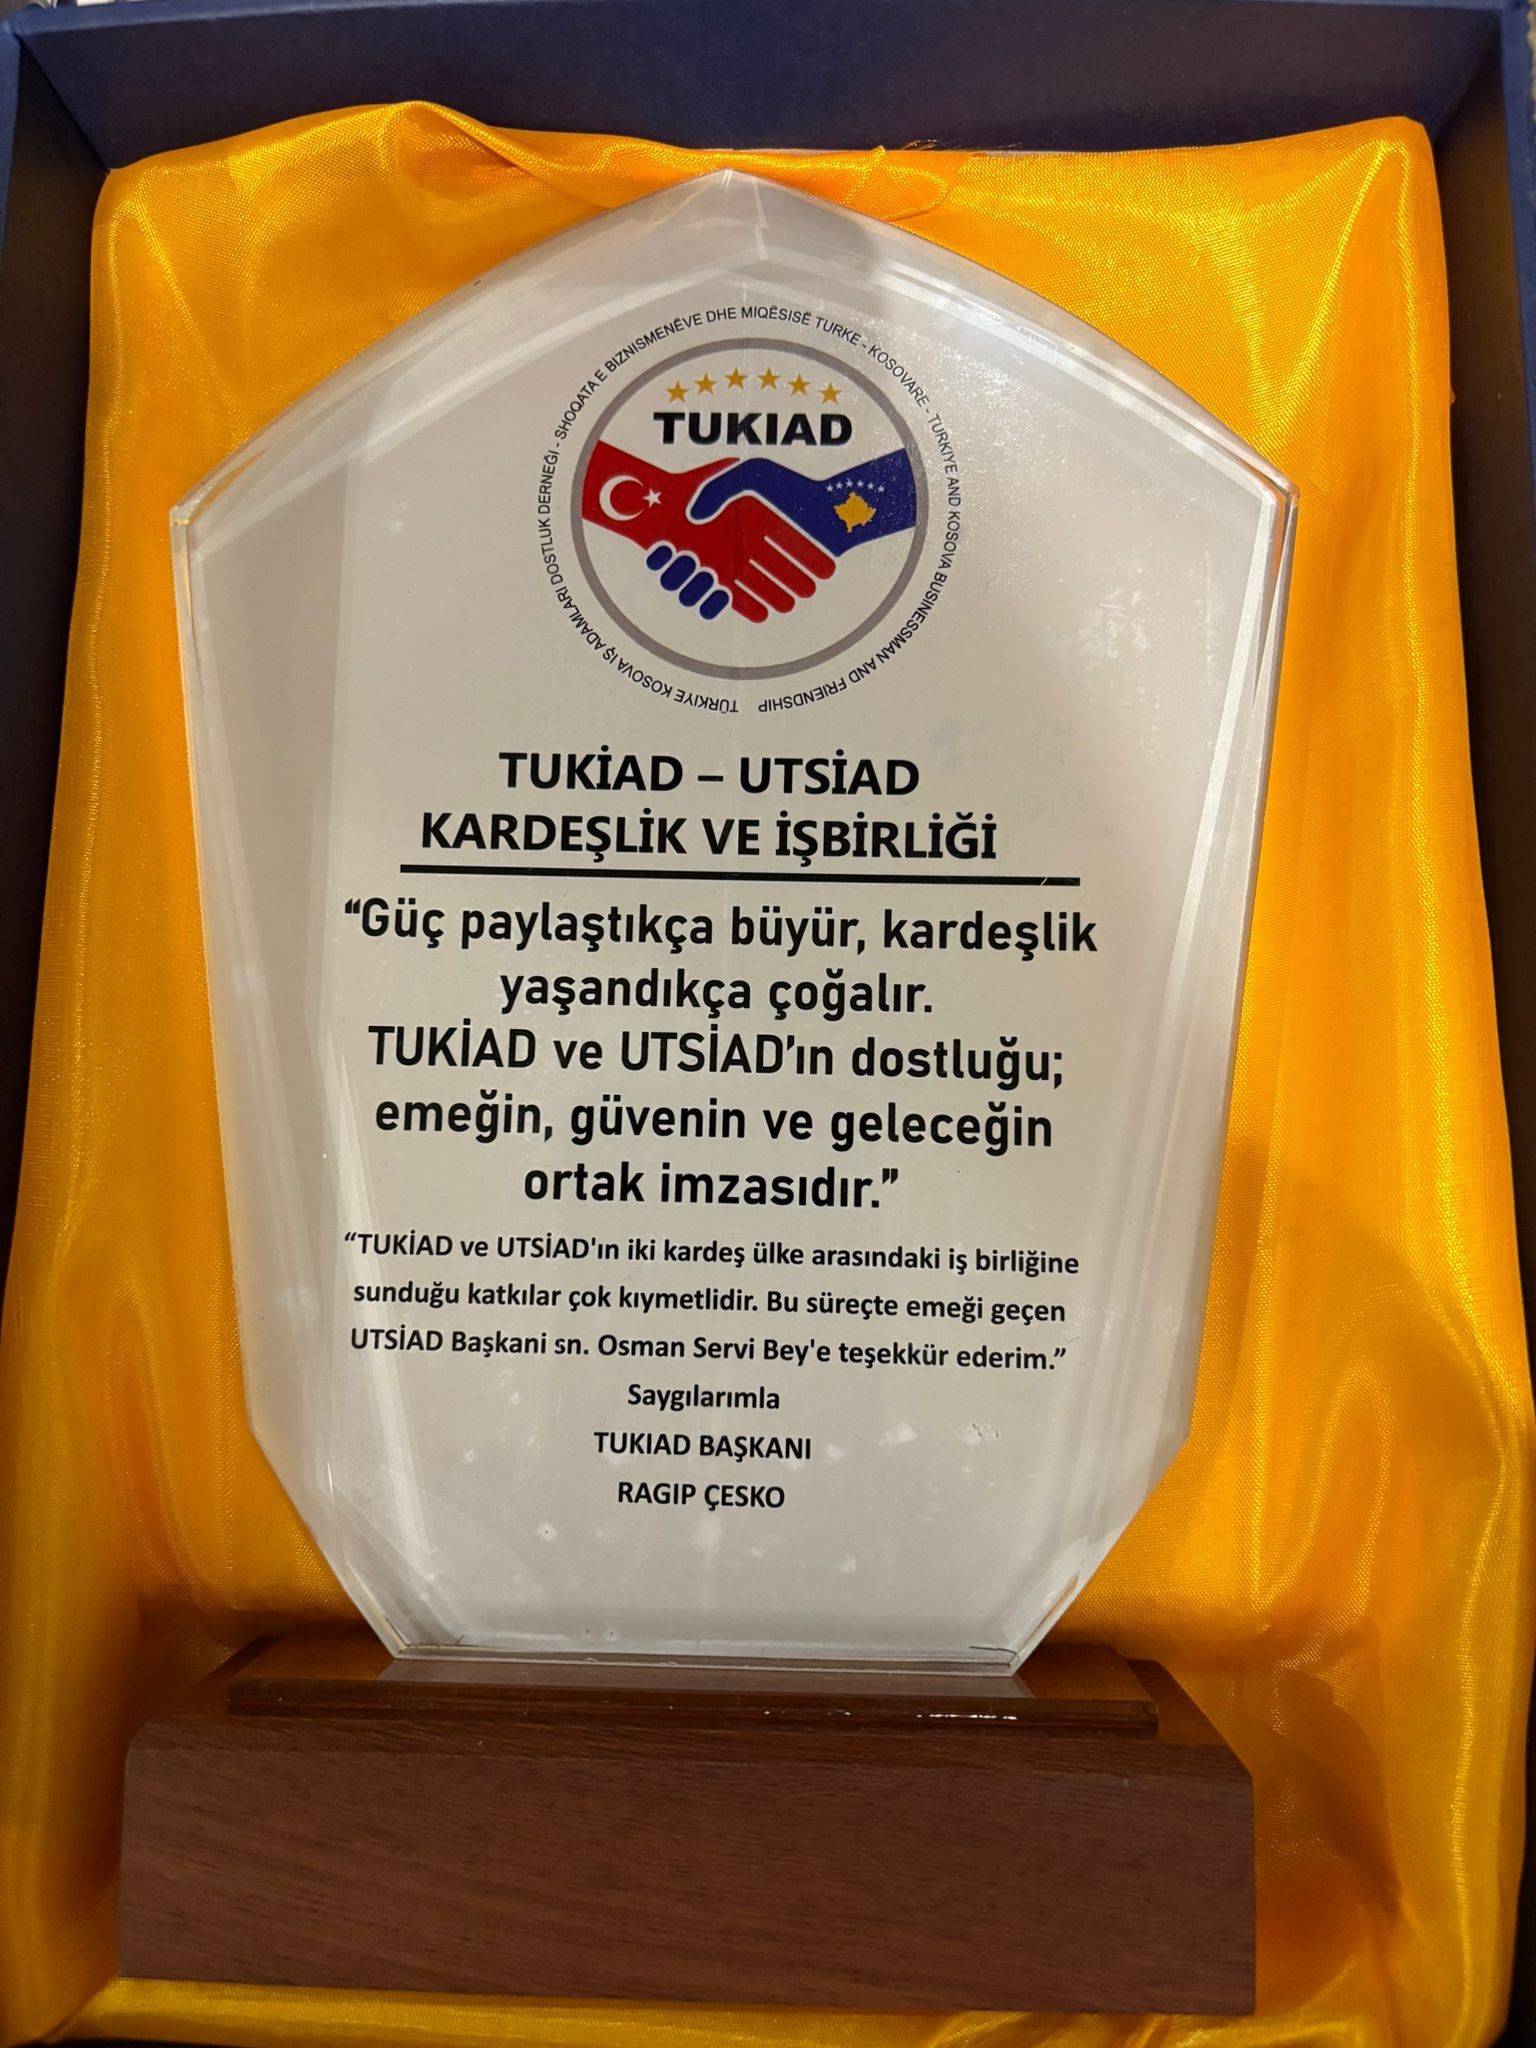 TÜRKİYE KOSOVA İŞ ADAMLARI DOSTLUK DERNEĞİ - SHOQATA E BIZNISMENËVE DHE MIQËSISË TURKE - KOSOVARE - TURKIYE AND KOSOVA BUSINESSMAN AND FRIENDSHIP
TUKIAD
TUKİAD – UTSİAD
KARDEŞLİK VE İŞBİRLİĞİ
“Güç paylaştıkça büyür, kardeşlik
yaşandıkça çoğalır.
TUKİAD ve UTSİAD’ın dostluğu;
emeğin, güvenin ve geleceğin
ortak imzasıdır.”
“TUKİAD ve UTSİAD'ın iki kardeş ülke arasındaki iş birliğine
sunduğu katkılar çok kıymetlidir. Bu süreçte emeği geçen
UTSİAD Başkani sn. Osman Servi Bey'e teşekkür ederim.”
Saygılarımla
TUKIAD BAŞKANI
RAGIP ÇESKO